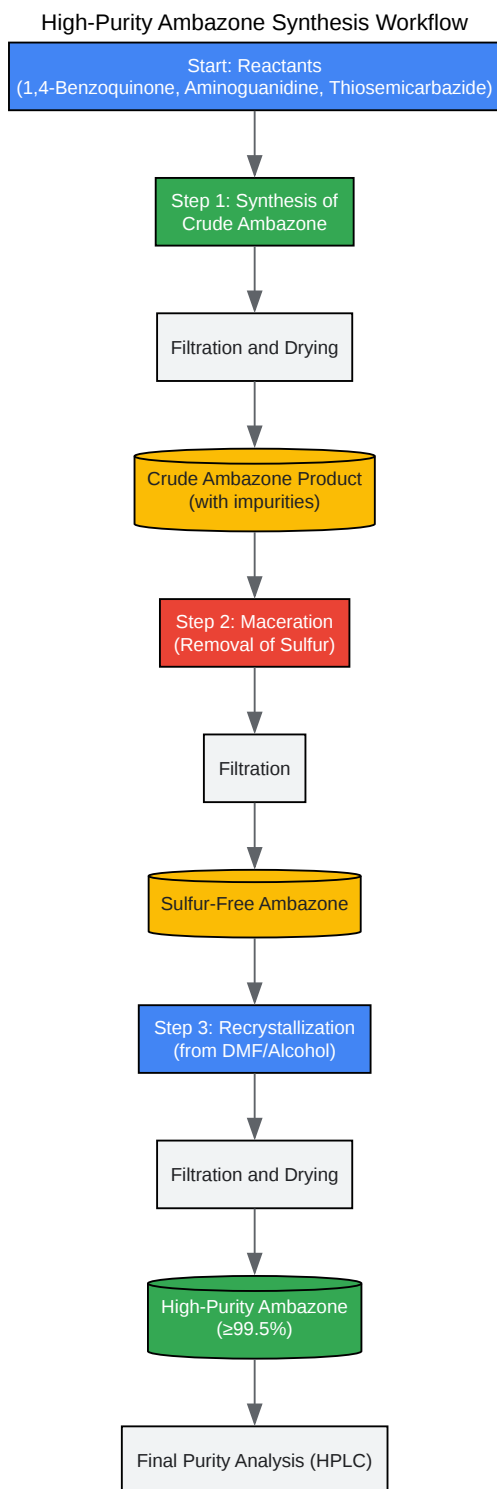 High-Purity Ambazone Synthesis Workflow
Start: Reactants
(1,4-Benzoquinone, Aminoguanidine, Thiosemicarbazide)
Step 1: Synthesis of
Crude Ambazone
Filtration and Drying
Crude Ambazone Product
(with impurities)
Step 2: Maceration
(Removal of Sulfur)
Filtration
Sulfur-Free Ambazone
Step 3: Recrystallization
(from DMF/Alcohol)
Filtration and Drying
High-Purity Ambazone
(≥99.5%)
Final Purity Analysis (HPLC)